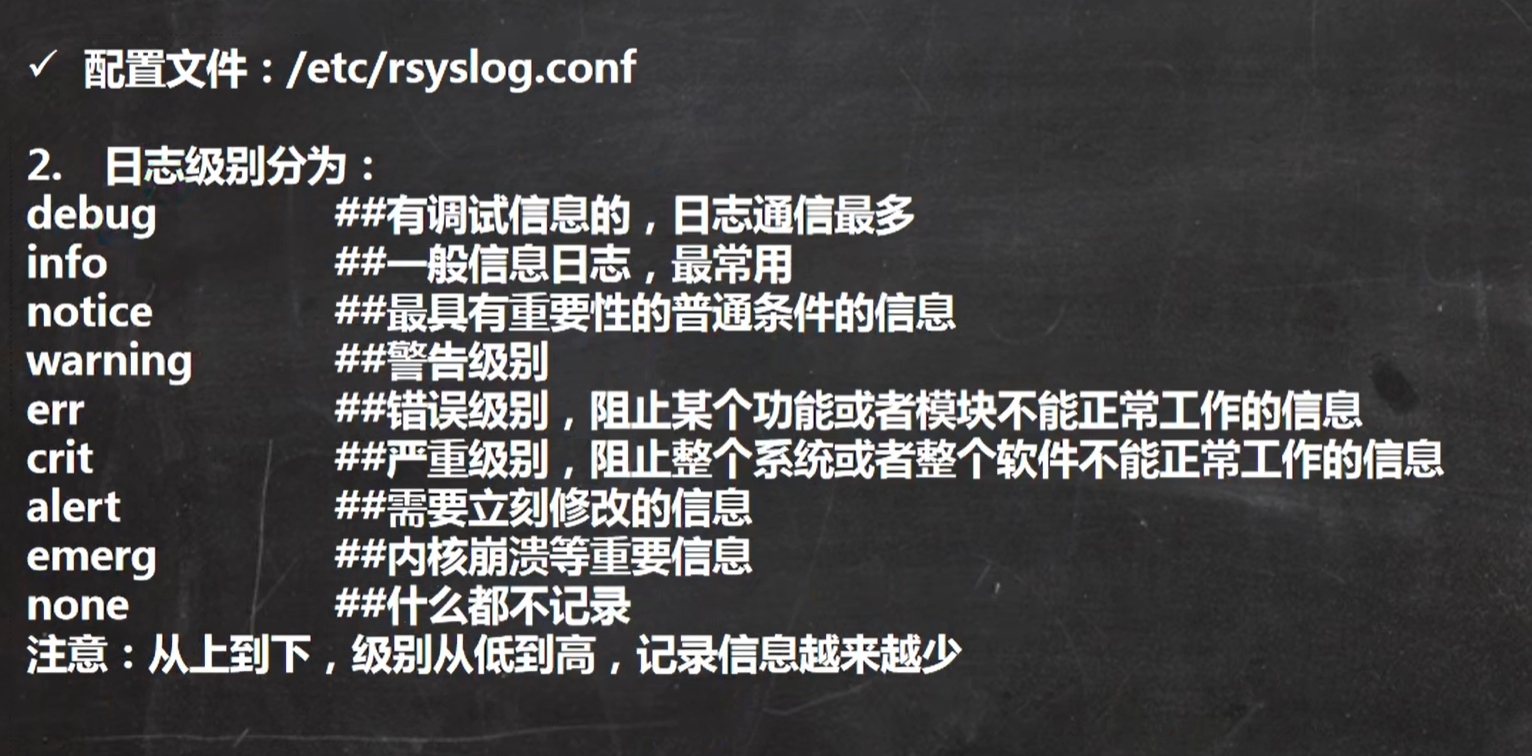 ✓ 配置文件：/etc/rsyslog.conf
2. 日志级别分为：
debug ##有调试信息的，日志通信最多
info ##一般信息日志，最常用
notice ##最具有重要性的普通条件的信息
warning ##警告级别
err ##错误级别，阻止某个功能或者模块不能正常工作的信息
crit ##严重级别，阻止整个系统或者整个软件不能正常工作的信息
alert ##需要立刻修改的信息
emerg ##内核崩溃等重要信息
none ##什么都不记录
注意：从上到下，级别从低到高，记录信息越来越少